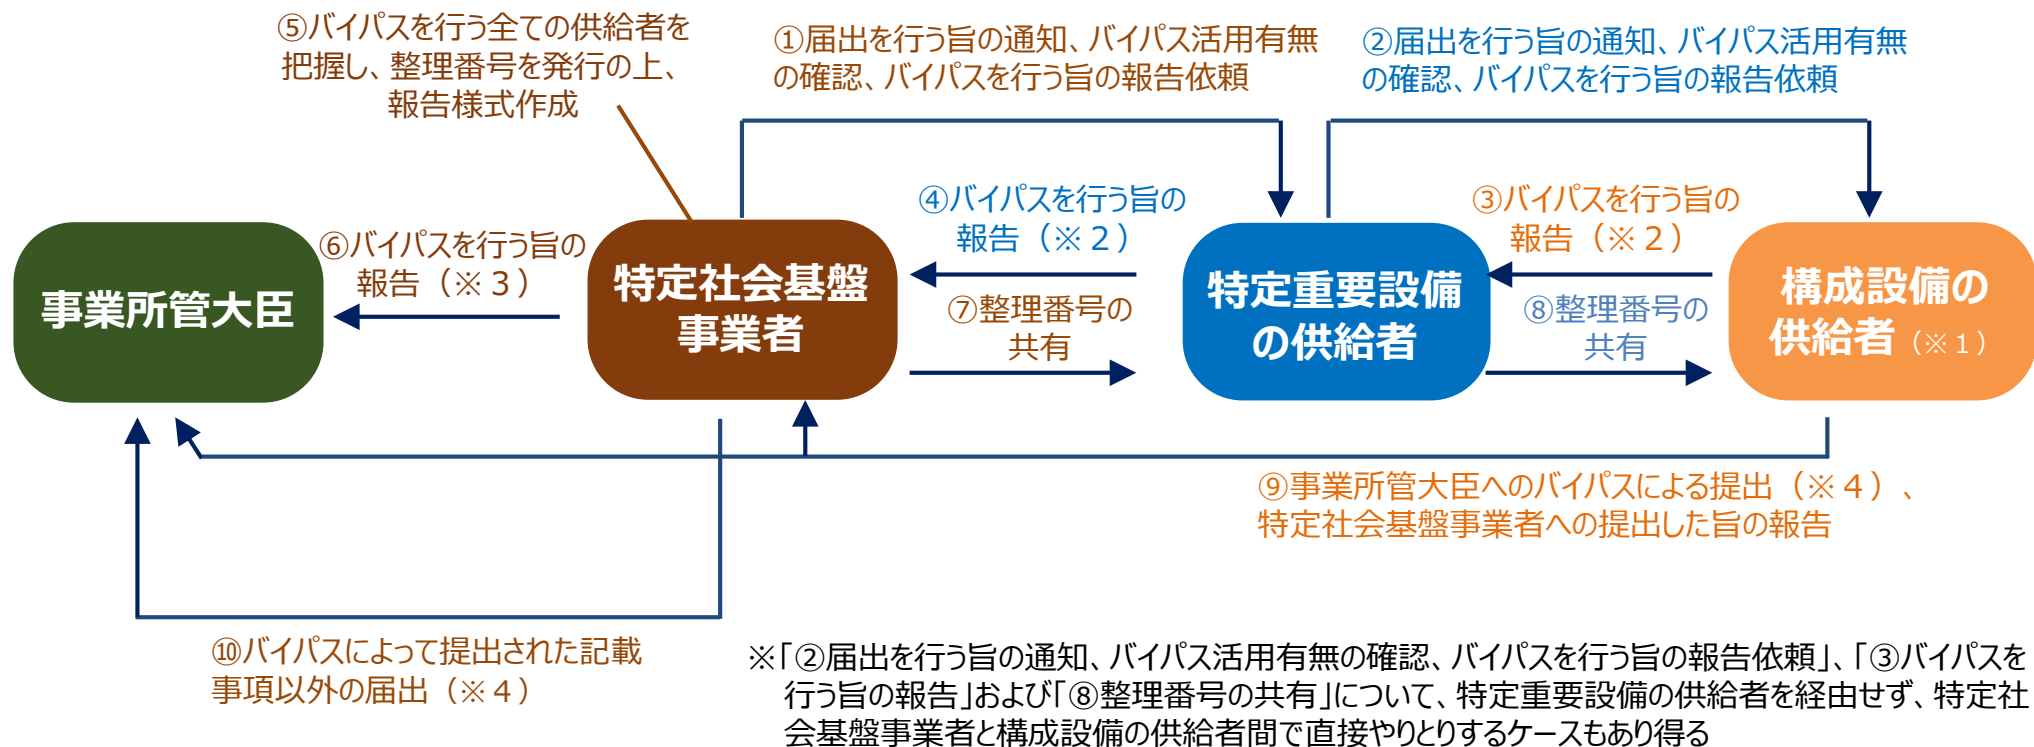 ⑤バイパスを行う全ての供給者を
把握し、整理番号を発行の上、
報告様式作成
①届出を行う旨の通知、バイパス活用有無
の確認、バイパスを行う旨の報告依頼
②届出を行う旨の通知、バイパス活用有無
の確認、バイパスを行う旨の報告依頼
事業所管大臣
⑥バイパスを行う旨の
報告（※３）
特定社会基盤
事業者
④バイパスを行う旨の
報告（※２）
⑦整理番号の
共有
特定重要設備
の供給者
③バイパスを行う旨の
報告（※２）
⑧整理番号の
共有
構成設備の
供給者（※１）
⑨事業所管大臣へのバイパスによる提出（※４）、
特定社会基盤事業者への提出した旨の報告
⑩バイパスによって提出された記載
事項以外の届出（※４）
※「②届出を行う旨の通知、バイパス活用有無の確認、バイパスを行う旨の報告依頼」、「③バイパスを
行う旨の報告」および「⑧整理番号の共有」について、特定重要設備の供給者を経由せず、特定社
会基盤事業者と構成設備の供給者間で直接やりとりするケースもあり得る